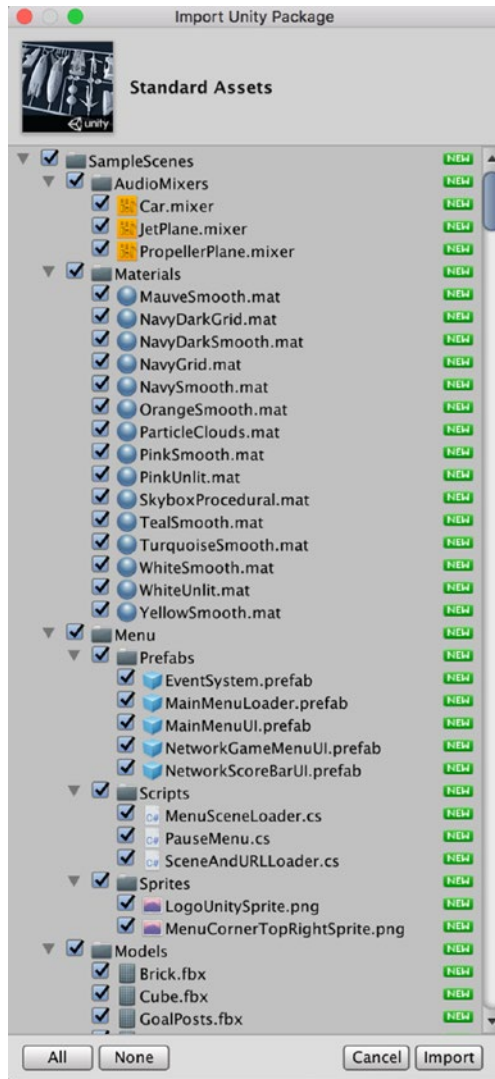 Import Unity Package
unity
Standard Assets
SampleScenes NEW
AudioMixers NEW
Car.mixer NEW
JetPlane.mixer NEW
PropellerPlane.mixer NEW
Materials NEW
MauveSmooth.mat NEW
NavyDarkGrid.mat NEW
NavyDarkSmooth.mat NEW
NavyGrid.mat NEW
NavySmooth.mat NEW
OrangeSmooth.mat NEW
ParticleClouds.mat NEW
PinkSmooth.mat NEW
PinkUnlit.mat NEW
SkyboxProcedural.mat NEW
TealSmooth.mat NEW
TurquoiseSmooth.mat NEW
WhiteSmooth.mat NEW
WhiteUnlit.mat NEW
YellowSmooth.mat NEW
Menu NEW
Prefabs NEW
EventSystem.prefab NEW
MainMenuLoader.prefab NEW
MainMenuUI.prefab NEW
NetworkGameMenuUI.prefab NEW
NetworkScoreBarUI.prefab NEW
Scripts NEW
C# MenuSceneLoader.cs NEW
C# PauseMenu.cs NEW
C# SceneAndURLLoader.cs NEW
Sprites NEW
LogoUnitySprite.png NEW
MenuCornerTopRightSprite.png NEW
Models NEW
Brick.fbx NEW
Cube.fbx NEW
GoalPosts.fbx NEW
All None Cancel Import